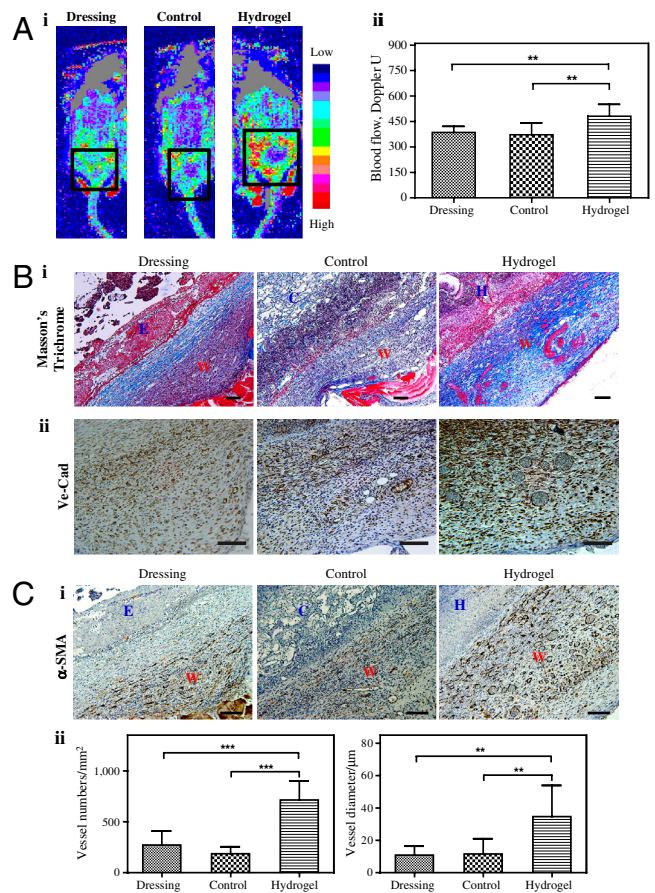 A
i
Dressing
Control
Hydrogel
Low
High
ii
Blood flow, Doppler U
900
750
600
450
300
150
0
**
**
Dressing
Control
Hydrogel
B
i
Dressing
Control
Hydrogel
Masson's
Trichrome
E
W
C
W
H
W
ii
Ve-Cad
C
i
Dressing
Control
Hydrogel
α-SMA
E
W
C
W
H
W
ii
Vessel numbers/mm²
1,000
500
0
***
***
Dressing
Control
Hydrogel
Vessel diameter/μm
80
60
40
20
0
**
**
Dressing
Control
Hydrogel